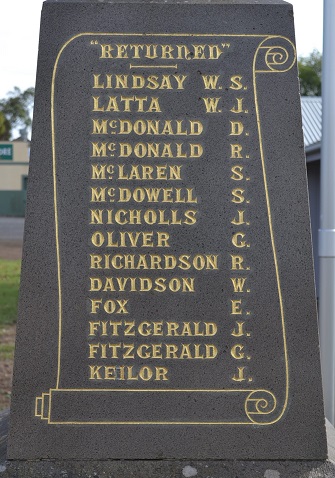 "RETURNED"
LINDSAY W. S.
LATTA W. J.
McDONALD D.
McDONALD R.
McLAREN S.
McDOWELL S.
NICHOLLS J.
OLIVER C.
RICHARDSON R.
DAVIDSON W.
FOX E.
FITZGERALD J.
FITZGERALD G.
KEILOR J.